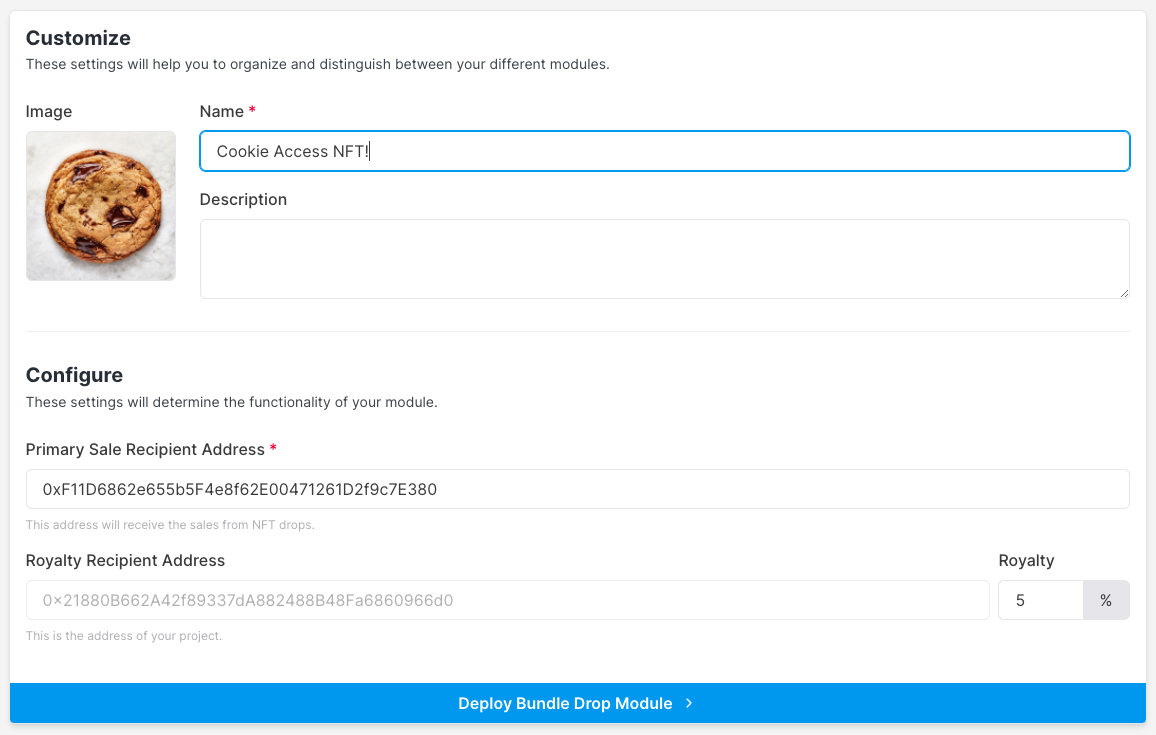 Customize
These settings will help you to organize and distinguish between your different modules.
Image
Name *
Cookie Access NFT!
Description
Configure
These settings will determine the functionality of your module.
Primary Sale Recipient Address *
0xF11D6862e655b5F4e8f62E00471261D2f9c7E380
This address will receive the sales from NFT drops.
Royalty Recipient Address
Royalty
0x21880B662A42f89337dA882488B48Fa6860966d0
5 %
This is the address of your project.
Deploy Bundle Drop Module